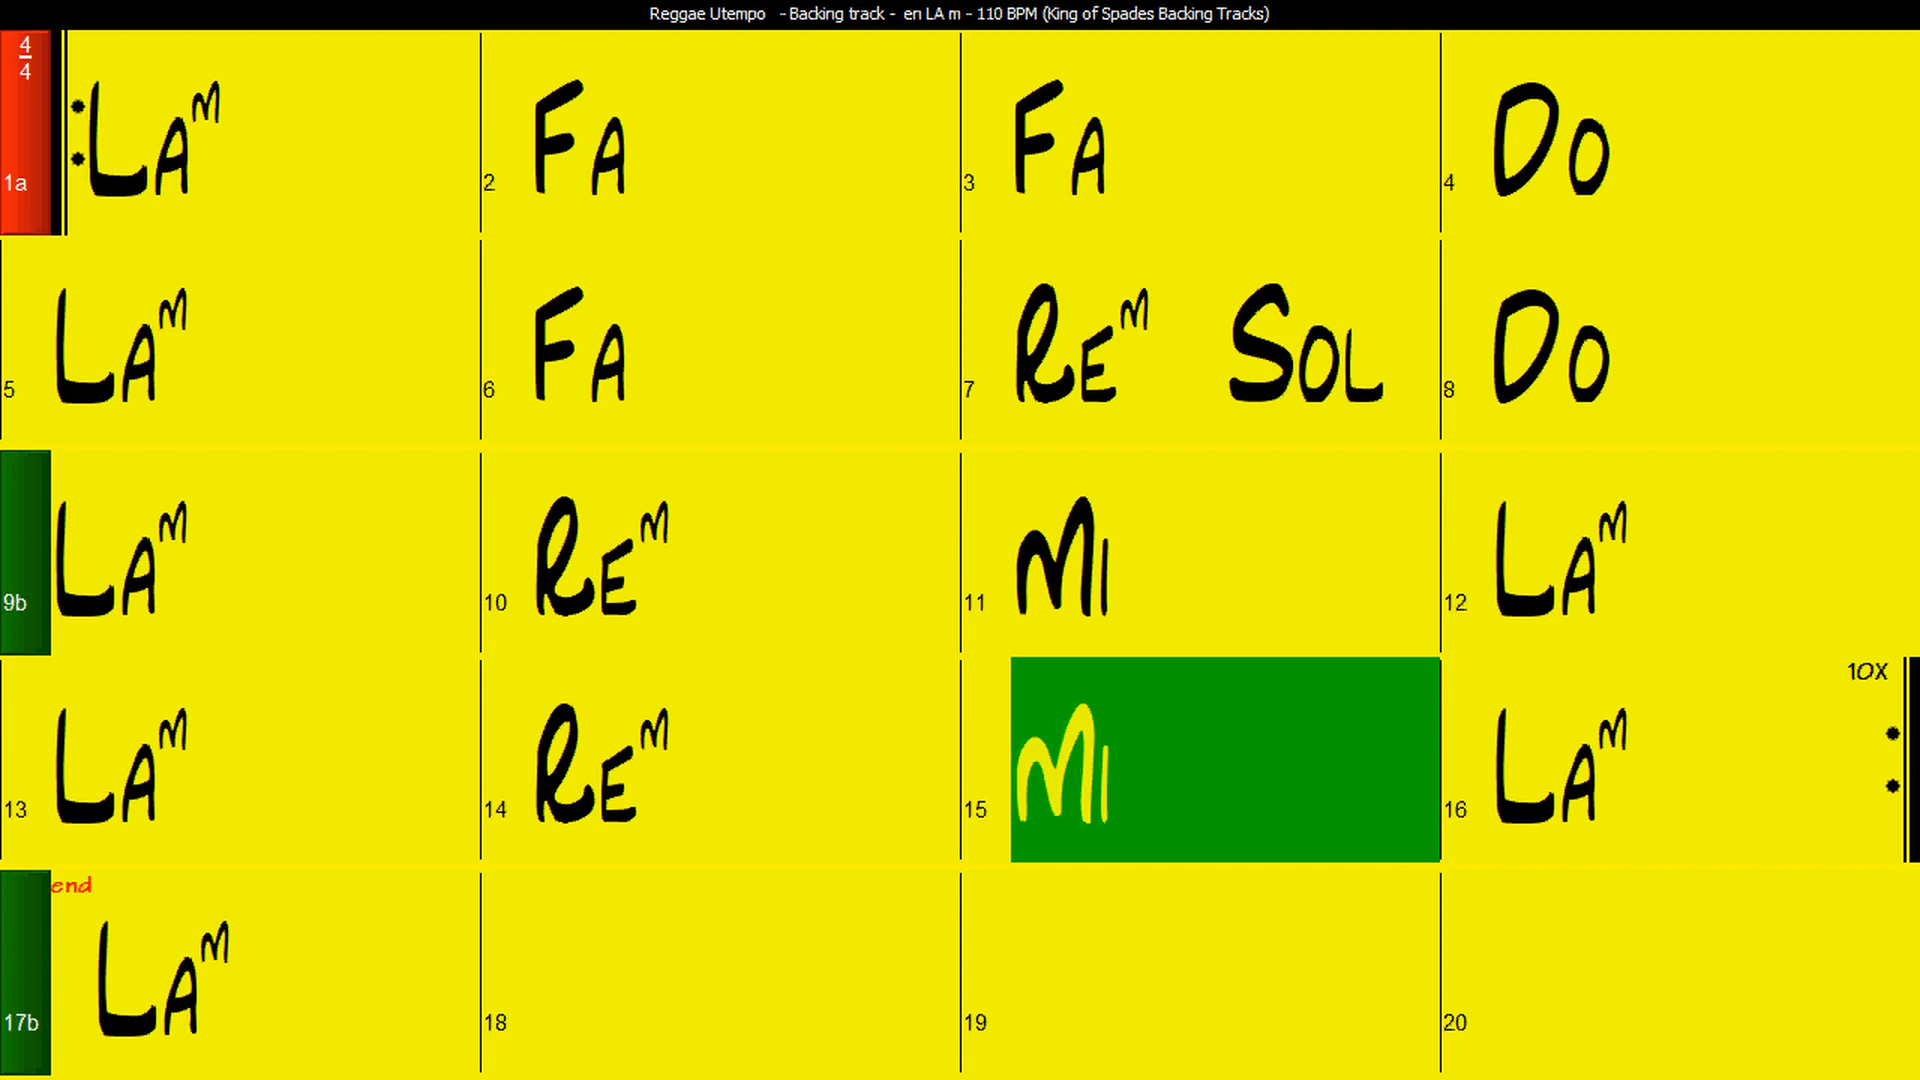 Reggae Utempo - Backing track - en LA m - 110 BPM (King of Spades Backing Tracks)
4
4
1a LAm 2 FA 3 FA 4 DO
5 LAm 6 FA 7 REm SOL 8 DO
9b LAm 10 REm 11 MI 12 LAm
10X
13 LAm 14 REm 15 MI 16 LAm
end
17b LAm 18 19 20